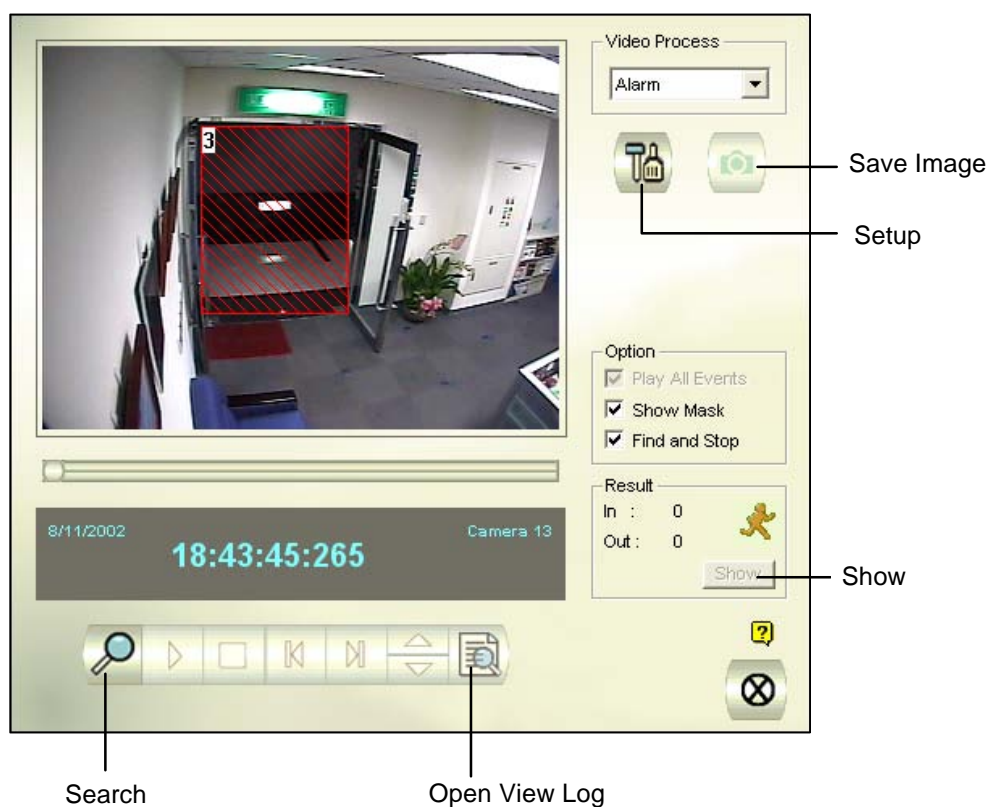 Video Process
Alarm
3
Save Image
Setup
Option
Play All Events
Show Mask
Find and Stop
Result
In : 0
Out : 0
Show
Show
8/11/2002
Camera 13
18:43:45:265
?
Search
Open View Log